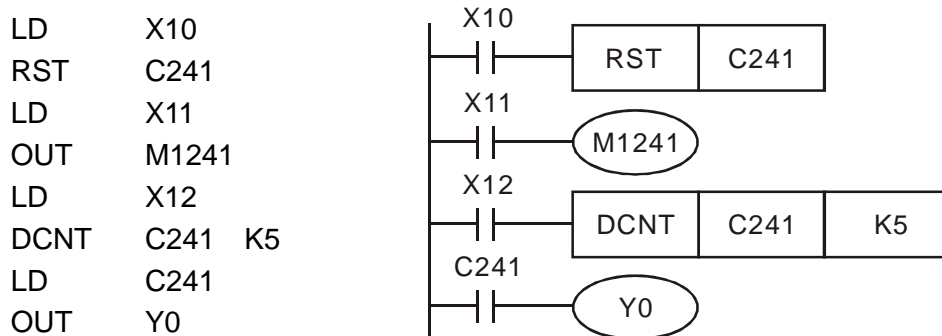 LD X10
RST C241
LD X11
OUT M1241
LD X12
DCNT C241 K5
LD C241
OUT Y0
X10
RST C241
X11
M1241
X12
DCNT C241 K5
C241
Y0